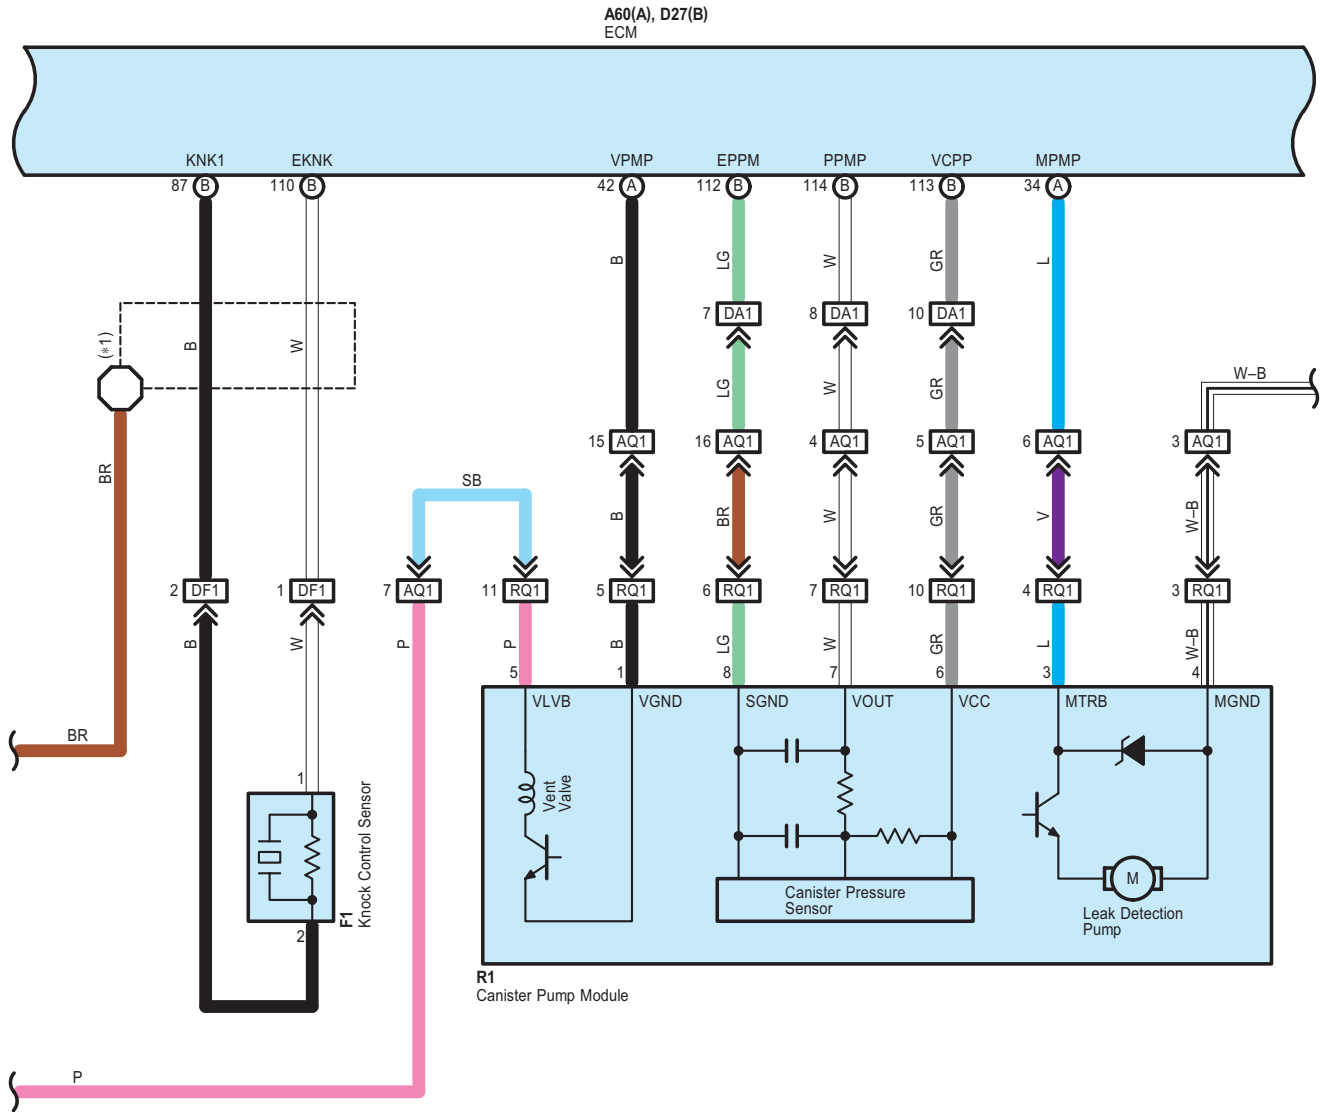 A60(A), D27(B)
ECM
KNK1 EKNK VPMP EPPM PPMP VCPP MPMP
87 B 110 B 42 A 112 B 114 B 113 B 34 A
B LG W GR L
7 DA1 8 DA1 10 DA1
(*1) B W
LG W GR
W–B
15 AQ1 16 AQ1 4 AQ1 5 AQ1 6 AQ1 3 AQ1
BR
SB
B BR W GR V W–B
2 DF1 1 DF1 7 AQ1 11 RQ1 5 RQ1 6 RQ1 7 RQ1 10 RQ1 4 RQ1 3 RQ1
B W P P B LG W GR L W–B
5 1 8 7 6 3 4
VLVB VGND SGND VOUT VCC MTRB MGND
BR
1
Vent
Valve
F1
Knock Control Sensor
M
Canister Pressure
Sensor
Leak Detection
Pump
2
R1
Canister Pump Module
P